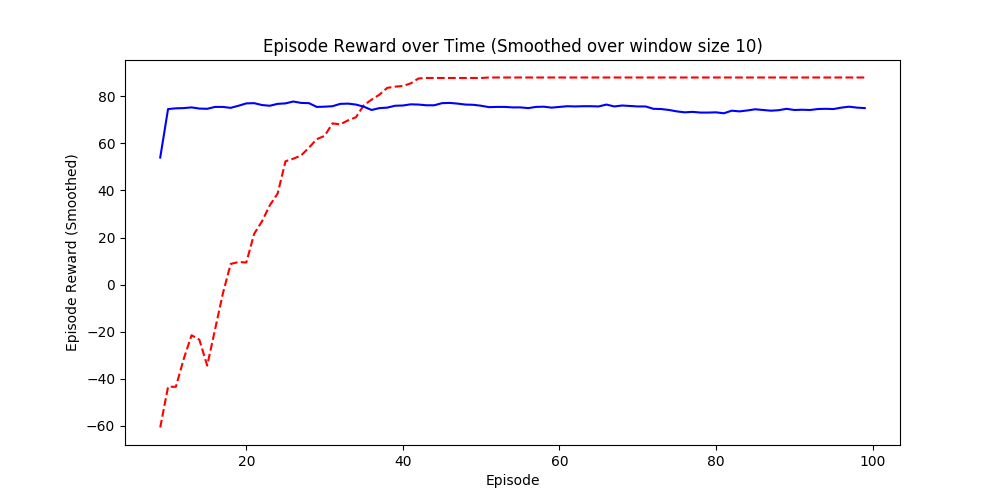 Episode Reward over Time (Smoothed over window size 10)
Episode Reward (Smoothed)
80
60
40
20
0
−20
−40
−60
20 40 60 80 100
Episode